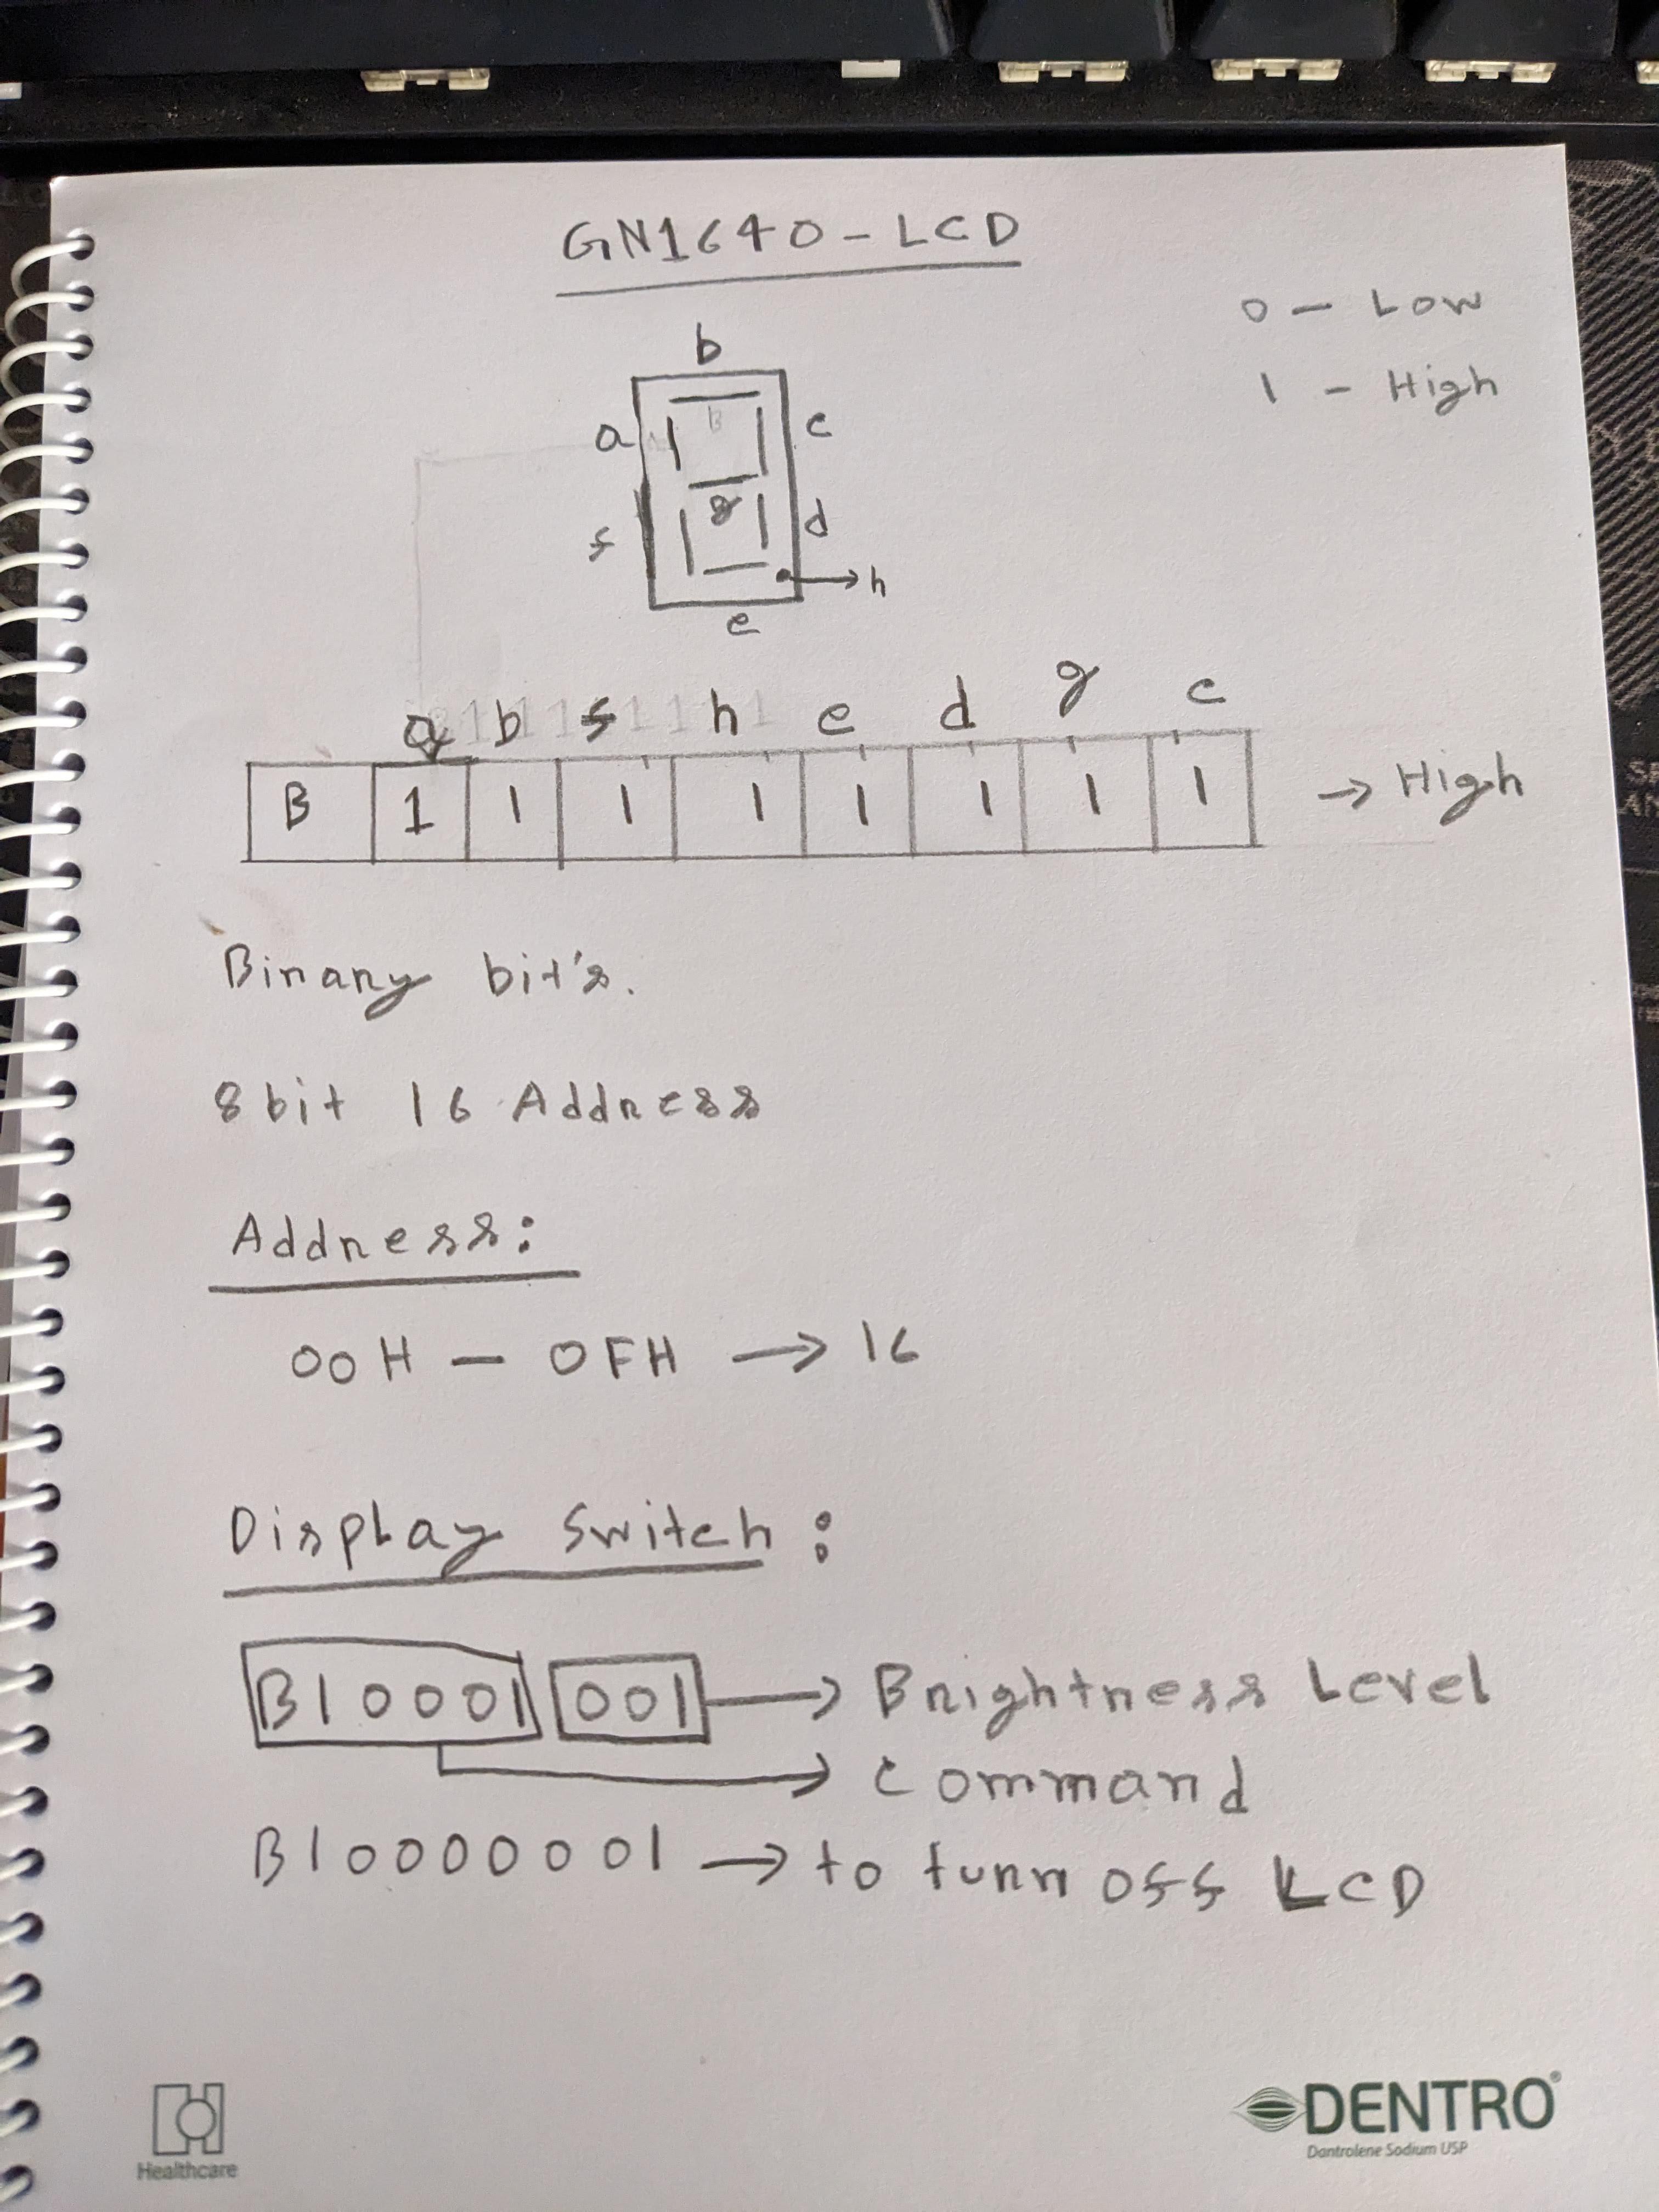 GN1640-LCD
0 - Low
1 - High
b
a c
g
f d
h
e
a b f h e d g c
B 1 1 1 1 1 1 1 1 → High
Binary bit's.
8bit 16 Address
Address:
00H - 0FH → 16
Display Switch:
B10001 001 → Brightness Level
→ Command
B10000001 → to turn off LCD
Healthcare
DENTRO®
Dantrolene Sodium USP